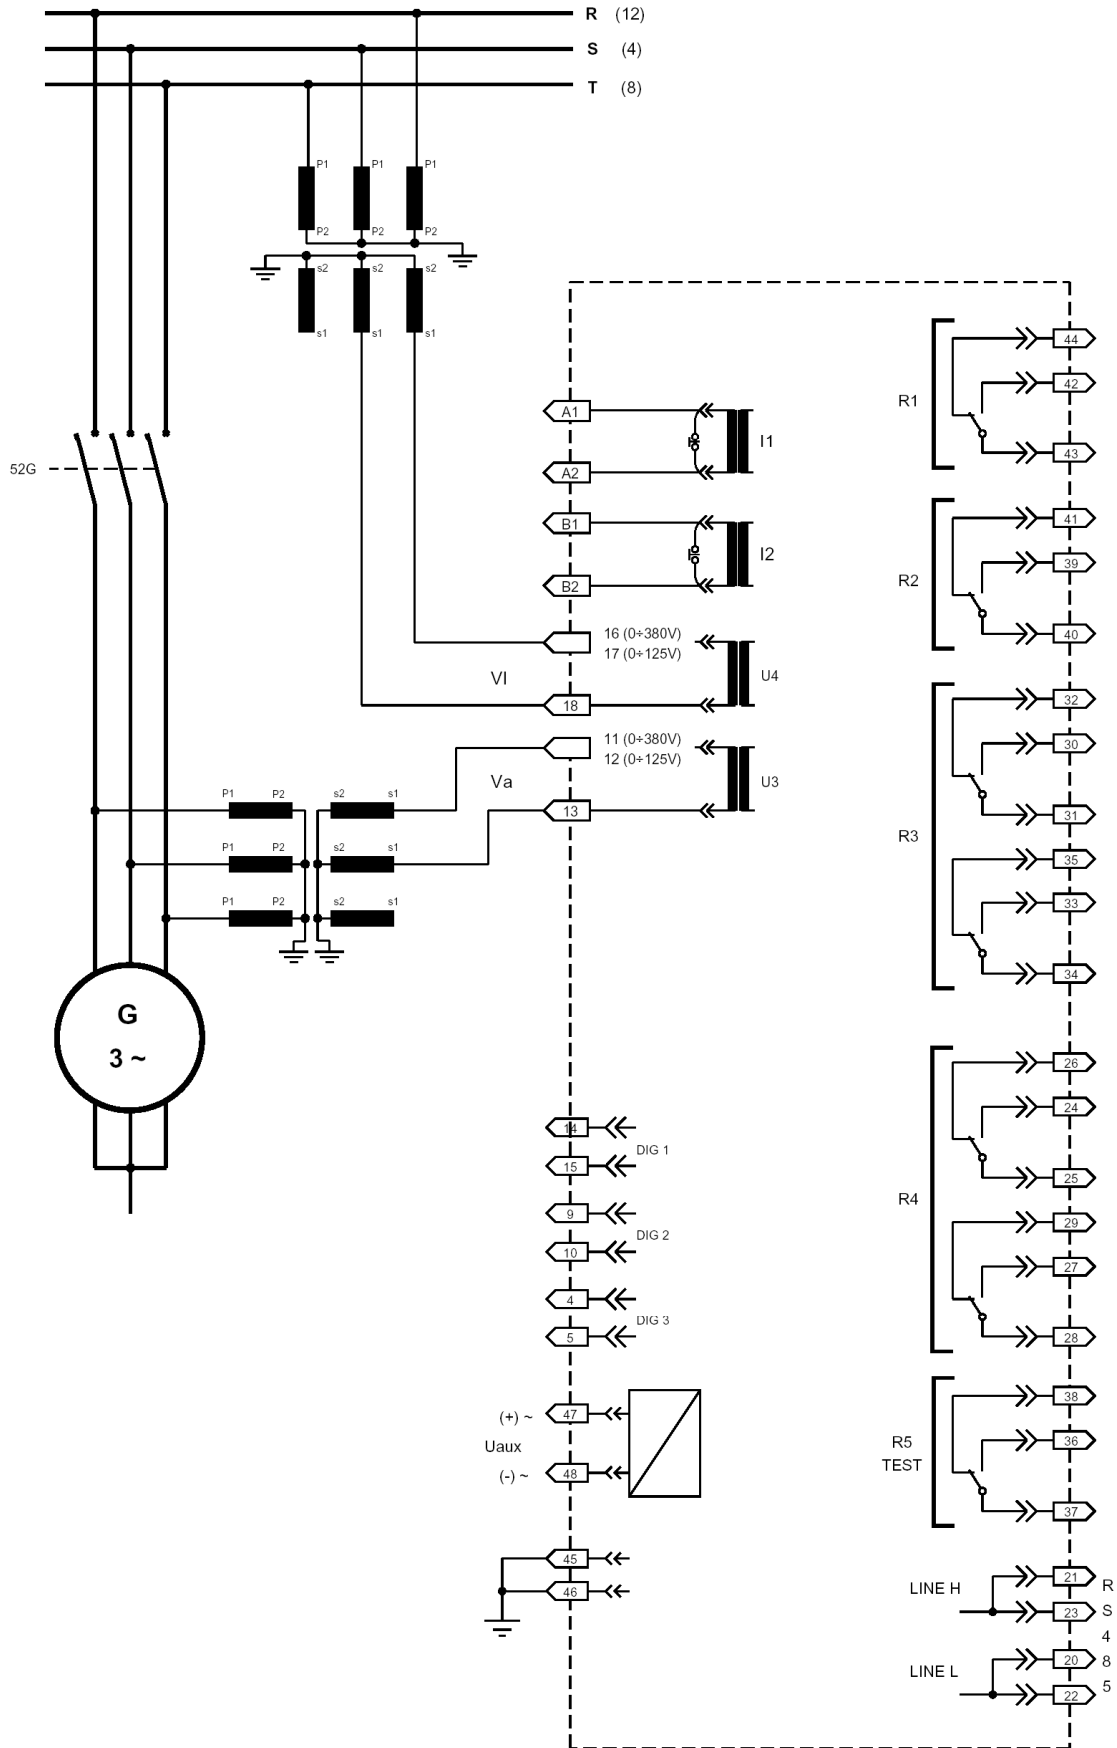 R (12)
S (4)
T (8)
P1 P1 P1
P2 P2 P2
s2 s2 s2
s1 s1 s1
52G
A1
A2
I1
B1
B2
I2
16 (0÷380V)
17 (0÷125V)
18
Vl
U4
11 (0÷380V)
12 (0÷125V)
13
Va
U3
P1 P2 s2 s1
P1 P2 s2 s1
P1 P2 s2 s1
G
3 ~
14
DIG 1
15
9
DIG 2
10
4
DIG 3
5
(+) ~ 47
Uaux
(-) ~ 48
45
46
R1
44
42
43
R2
41
39
40
R3
32
30
31
35
33
34
R4
26
24
25
29
27
28
R5
TEST
38
36
37
LINE H
21
23
LINE L
20
22
R
S
4
8
5